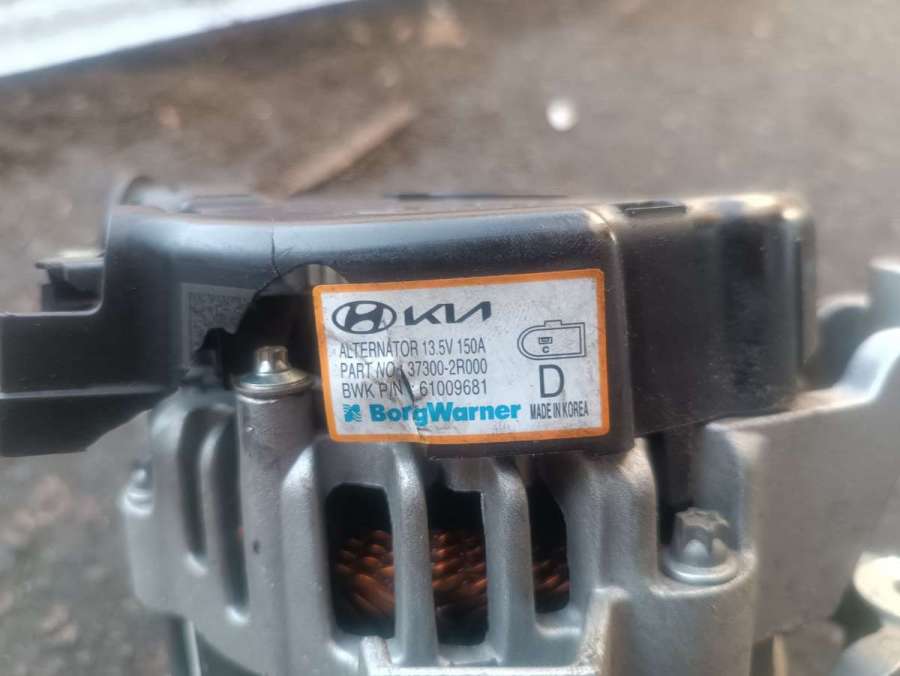 KIA
ALTERNATOR 13.5V 150A
PART NO. : 37300-2R000
BWK P/N : 61009681
C
D
BorgWarner
MADE IN KOREA